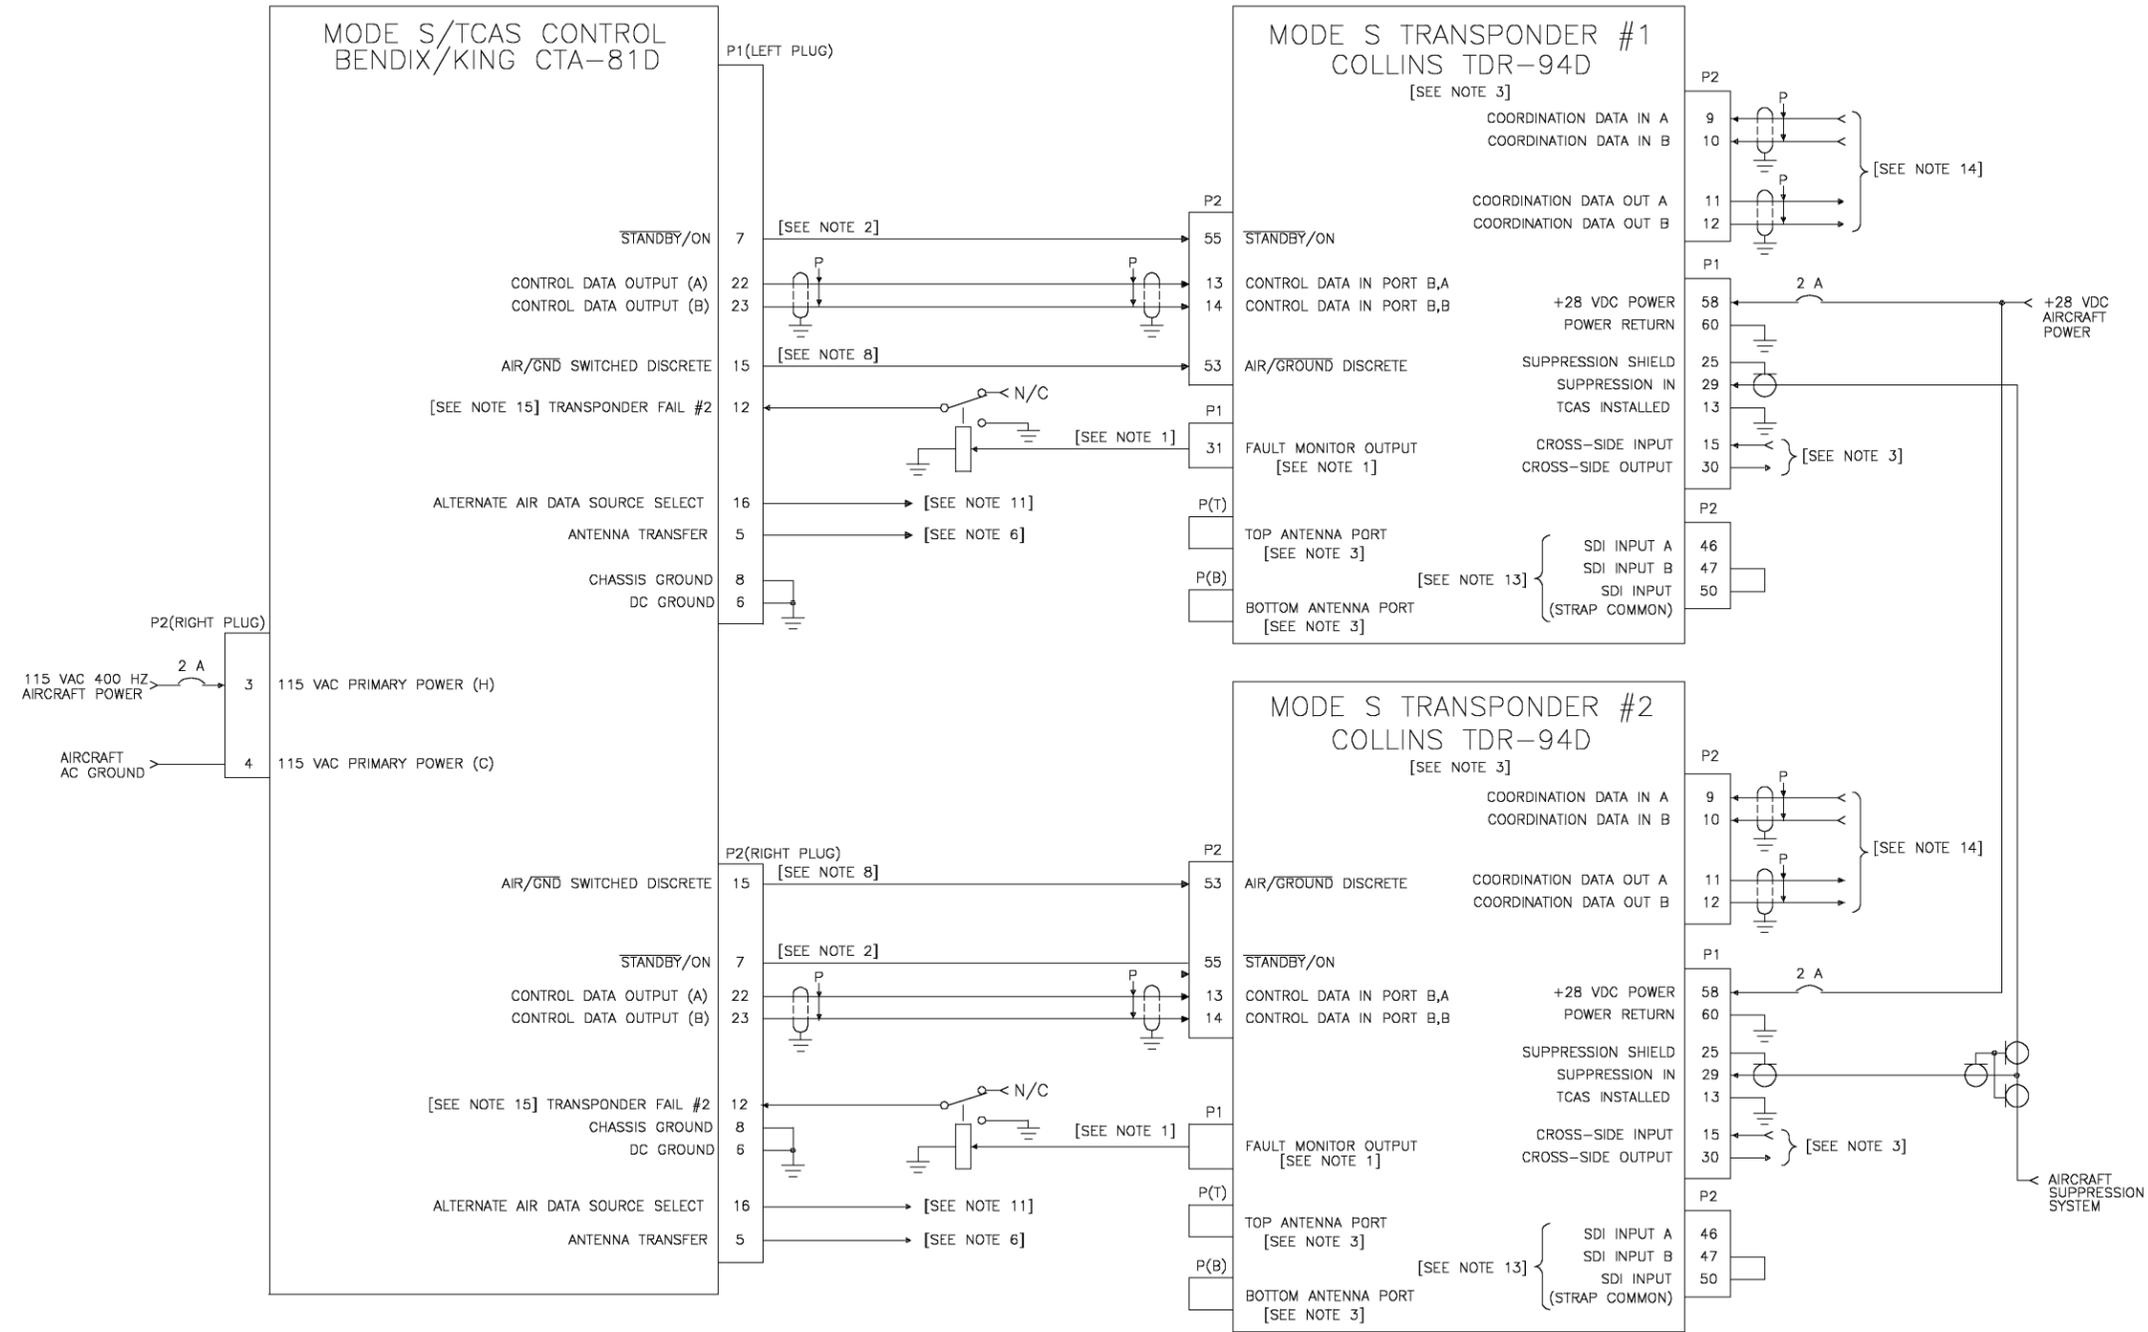 MODE S/TCAS CONTROL
BENDIX/KING CTA-81D
P1(LEFT PLUG)
STANDBY/ON 7 [SEE NOTE 2]
CONTROL DATA OUTPUT (A) 22 P P
CONTROL DATA OUTPUT (B) 23
AIR/GND SWITCHED DISCRETE 15 [SEE NOTE 8]
[SEE NOTE 15] TRANSPONDER FAIL #2 12 N/C
[SEE NOTE 1]
ALTERNATE AIR DATA SOURCE SELECT 16 [SEE NOTE 11]
ANTENNA TRANSFER 5 [SEE NOTE 6]
CHASSIS GROUND 8
DC GROUND 6
P2(RIGHT PLUG)
115 VAC 400 HZ
AIRCRAFT POWER
2 A
3 115 VAC PRIMARY POWER (H)
AIRCRAFT
AC GROUND
4 115 VAC PRIMARY POWER (C)
P2(RIGHT PLUG)
AIR/GND SWITCHED DISCRETE 15 [SEE NOTE 8]
STANDBY/ON 7 [SEE NOTE 2]
CONTROL DATA OUTPUT (A) 22 P P
CONTROL DATA OUTPUT (B) 23
[SEE NOTE 15] TRANSPONDER FAIL #2 12 N/C
CHASSIS GROUND 8
[SEE NOTE 1]
DC GROUND 6
ALTERNATE AIR DATA SOURCE SELECT 16 [SEE NOTE 11]
ANTENNA TRANSFER 5 [SEE NOTE 6]
MODE S TRANSPONDER #1
COLLINS TDR-94D
[SEE NOTE 3]
P2
55 STANDBY/ON
13 CONTROL DATA IN PORT B,A
14 CONTROL DATA IN PORT B,B
53 AIR/GROUND DISCRETE
P1
31 FAULT MONITOR OUTPUT
[SEE NOTE 1]
P(T)
TOP ANTENNA PORT
[SEE NOTE 3]
P(B)
BOTTOM ANTENNA PORT
[SEE NOTE 3]
P2
COORDINATION DATA IN A 9 P
COORDINATION DATA IN B 10
[SEE NOTE 14]
COORDINATION DATA OUT A 11 P
COORDINATION DATA OUT B 12
P1
+28 VDC POWER 58 2 A
+28 VDC
AIRCRAFT
POWER
POWER RETURN 60
SUPPRESSION SHIELD 25
SUPPRESSION IN 29
TCAS INSTALLED 13
CROSS-SIDE INPUT 15
CROSS-SIDE OUTPUT 30
[SEE NOTE 3]
P2
SDI INPUT A 46
SDI INPUT B 47
[SEE NOTE 13]
SDI INPUT 50
(STRAP COMMON)
MODE S TRANSPONDER #2
COLLINS TDR-94D
[SEE NOTE 3]
P2
53 AIR/GROUND DISCRETE
55 STANDBY/ON
13 CONTROL DATA IN PORT B,A
14 CONTROL DATA IN PORT B,B
P1
FAULT MONITOR OUTPUT
[SEE NOTE 1]
P(T)
TOP ANTENNA PORT
[SEE NOTE 3]
P(B)
BOTTOM ANTENNA PORT
[SEE NOTE 3]
P2
COORDINATION DATA IN A 9 P
COORDINATION DATA IN B 10
[SEE NOTE 14]
COORDINATION DATA OUT A 11 P
COORDINATION DATA OUT B 12
P1
+28 VDC POWER 58 2 A
POWER RETURN 60
SUPPRESSION SHIELD 25
SUPPRESSION IN 29
TCAS INSTALLED 13
CROSS-SIDE INPUT 15
CROSS-SIDE OUTPUT 30
[SEE NOTE 3]
AIRCRAFT
SUPPRESSION
SYSTEM
P2
SDI INPUT A 46
SDI INPUT B 47
[SEE NOTE 13]
SDI INPUT 50
(STRAP COMMON)